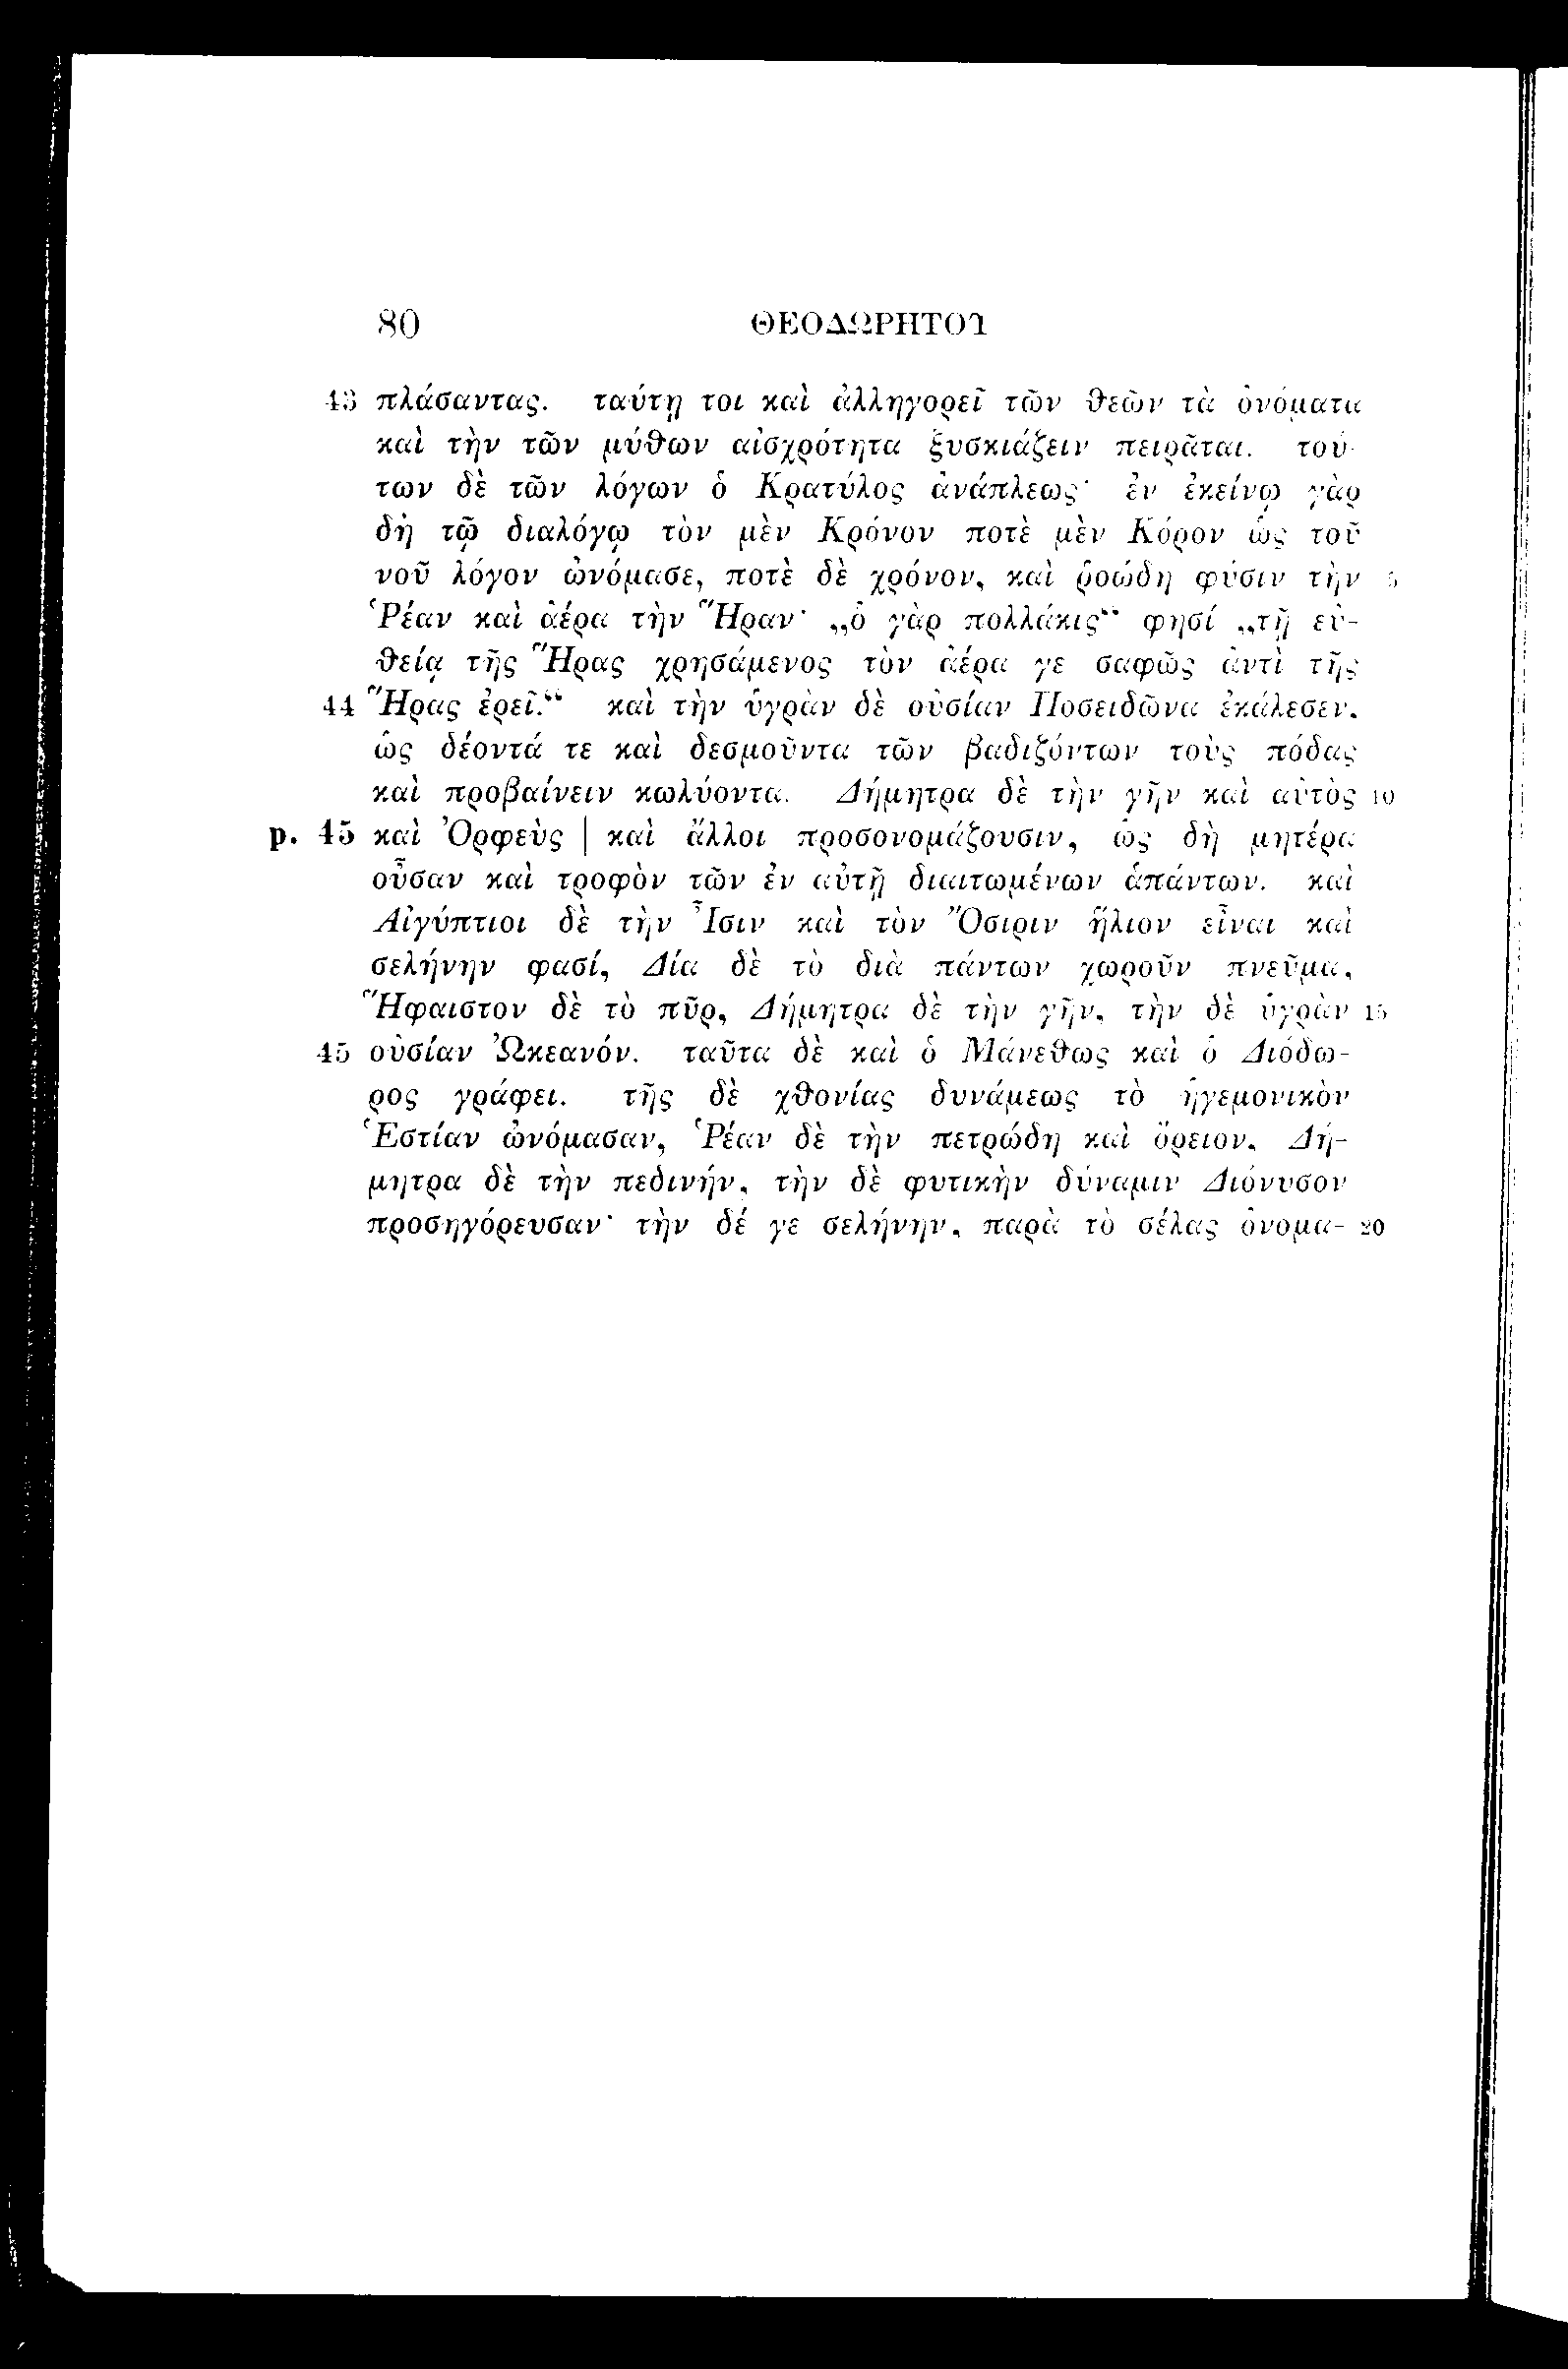 80 ΘΕΟΔΩΡΗΤΟΥ
43 πλάσαντας. ταύτῃ τοι καὶ ἀλληγορεῖ τῶν θεῶν τὰ ὀνόματα
καὶ τὴν τῶν μύθων αἰσχρότητα ξυσκιάζειν πειρᾶται. τού-
των δὲ τῶν λόγων ὁ Κρατύλος ἀνάπλεως· ἐν ἐκείνῳ γὰρ
δὴ τῷ διαλόγῳ τὸν μὲν Κρόνον ποτὲ μὲν Κόρον ὡς τοῦ
νοῦ λόγον ὠνόμασε, ποτὲ δὲ χρόνον, καὶ ῥοώδη φύσιν τὴν 5
Ῥέαν καὶ ἀέρα τὴν Ἥραν· „ὁ γὰρ πολλάκις“ φησί „τῇ εὐ-
θείᾳ τῆς Ἥρας χρησάμενος τὸν ἀέρα γε σαφῶς ἀντὶ τῆς
44 Ἥρας ἐρεῖ.“ καὶ τὴν ὑγρὰν δὲ οὐσίαν Ποσειδῶνα ἐκάλεσεν,
ὡς δέοντά τε καὶ δεσμοῦντα τῶν βαδιζόντων τοὺς πόδας
καὶ προβαίνειν κωλύοντα. Δήμητρα δὲ τὴν γῆν καὶ αὐτὸς 10
p. 45 καὶ Ὀρφεὺς | καὶ ἄλλοι προσονομάζουσιν, ὡς δὴ μητέρα
οὖσαν καὶ τροφὸν τῶν ἐν αὐτῇ διαιτωμένων ἁπάντων. καὶ
Αἰγύπτιοι δὲ τὴν Ἶσιν καὶ τὸν Ὄσιριν ἥλιον εἶναι καὶ
σελήνην φασί, Δία δὲ τὸ διὰ πάντων χωροῦν πνεῦμα,
Ἥφαιστον δὲ τὸ πῦρ, Δήμητρα δὲ τὴν γῆν, τὴν δὲ ὑγρὰν 15
45 οὐσίαν Ὠκεανόν. ταῦτα δὲ καὶ ὁ Μάνεθως καὶ ὁ Διόδω-
ρος γράφει. τῆς δὲ χθονίας δυνάμεως τὸ ἡγεμονικὸν
Ἑστίαν ὠνόμασαν, Ῥέαν δὲ τὴν πετρώδη καὶ ὄρειον, Δή-
μητρα δὲ τὴν πεδινήν, τὴν δὲ φυτικὴν δύναμιν Διόνυσον
προσηγόρευσαν· τὴν δέ γε σελήνην, παρὰ τὸ σέλας ὀνομα- 20